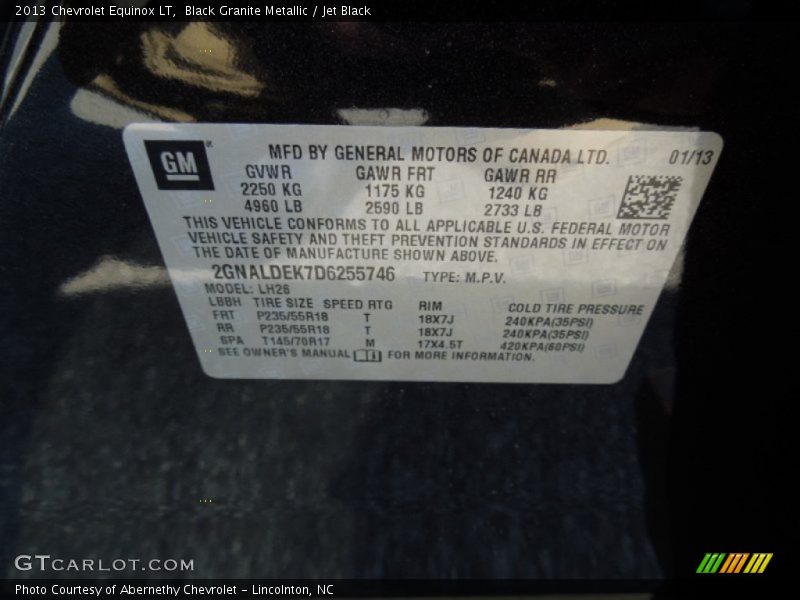 2013 Chevrolet Equinox LT,  Black Granite Metallic / Jet Black
GM
MFD BY GENERAL MOTORS OF CANADA LTD. 01/13
GVWR GAWR FRT GAWR RR
2250 KG 1175 KG 1240 KG
4960 LB 2590 LB 2733 LB
THIS VEHICLE CONFORMS TO ALL APPLICABLE U.S. FEDERAL MOTOR
VEHICLE SAFETY AND THEFT PREVENTION STANDARDS IN EFFECT ON
THE DATE OF MANUFACTURE SHOWN ABOVE.
2GNALDEK7D6255746 TYPE: M.P.V.
MODEL: LH26
LBBH TIRE SIZE SPEED RTG RIM COLD TIRE PRESSURE
FRT P235/55R18 T 18X7J 240KPA(35PSI)
RR P235/55R18 T 18X7J 240KPA(35PSI)
SPA T145/70R17 M 17X4.5T 420KPA(60PSI)
SEE OWNER'S MANUAL FOR MORE INFORMATION.
GTcarlot.com
Photo Courtesy of Abernethy Chevrolet - Lincolnton, NC